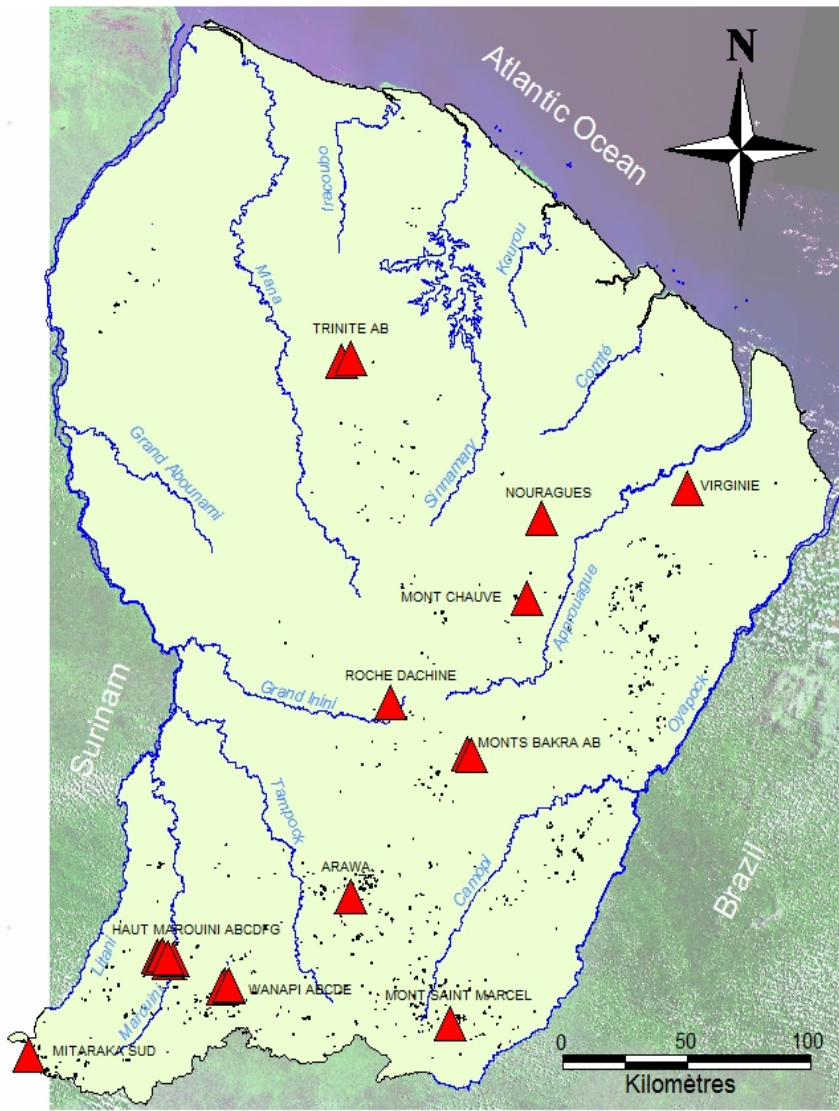 N
Atlantic Ocean
Iracoubo
Kourou
Mana
TRINITE AB
Comté
Grand Abounami
Sinnamary
NOURAGUES
VIRGINIE
MONT CHAUVE
Approuague
ROCHE DACHINE
Grand Inini
Oyapock
Surinam
MONTS BAKRA AB
Tampock
Camopi
Brazil
ARAWA
HAUT MAROUINI ABCDFG
Litani
WANAPI ABCDE
MONT SAINT MARCEL
Marouini
MITARAKA SUD
0 50 100
Kilomètres